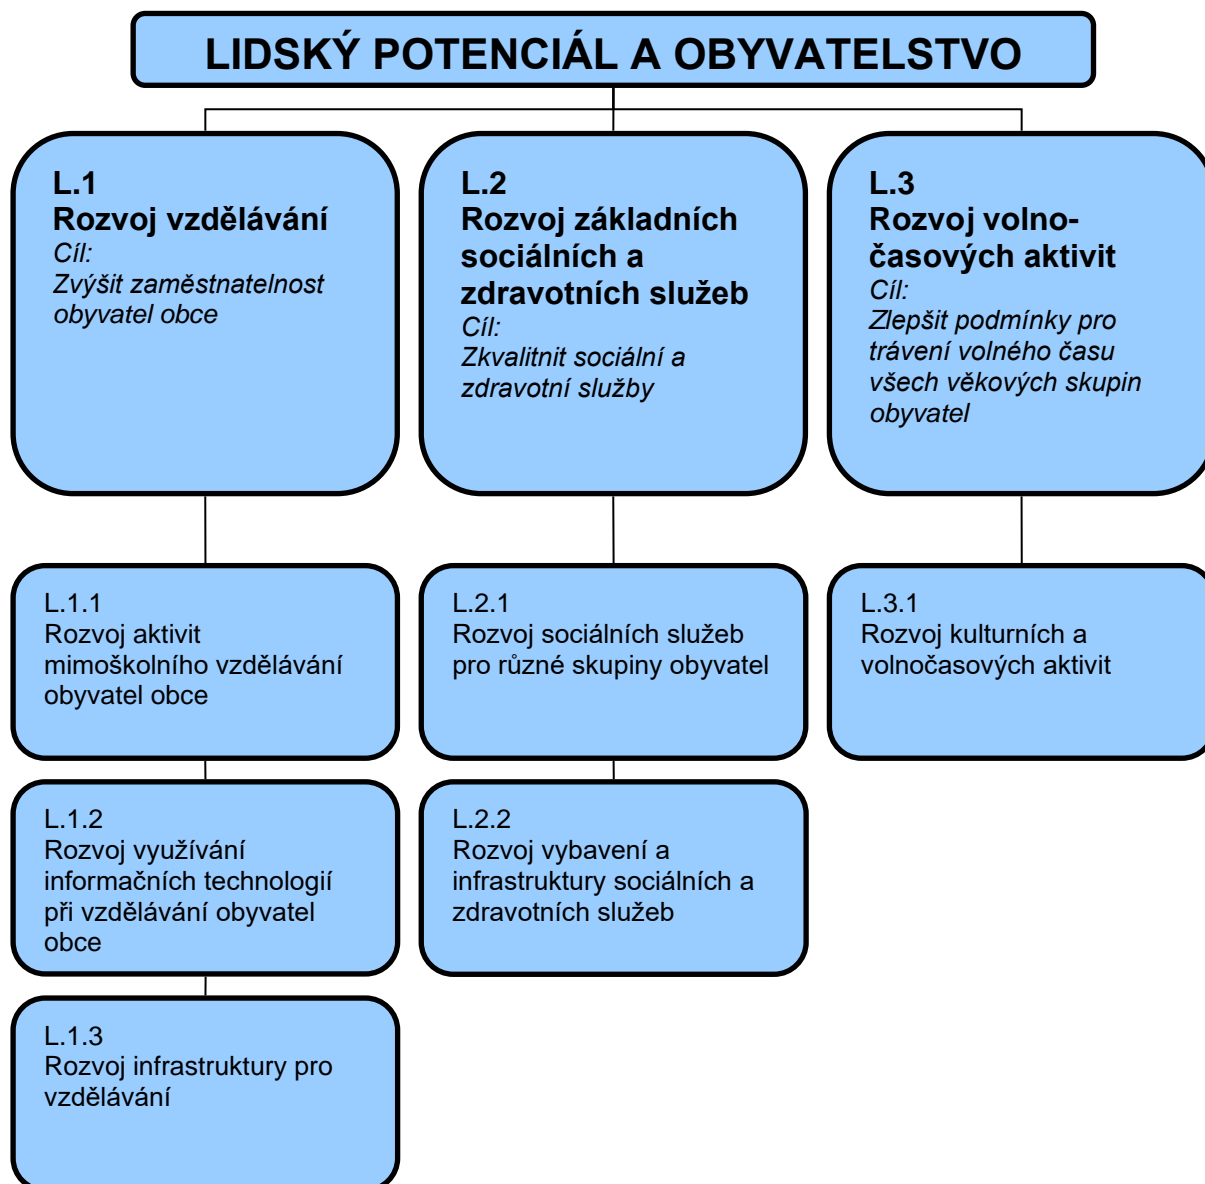 LIDSKÝ POTENCIÁL A OBYVATELSTVO
L.1
Rozvoj vzdělávání
Cíl:
Zvýšit zaměstnatelnost
obyvatel obce
L.2
Rozvoj základních
sociálních a
zdravotních služeb
Cíl:
Zkvalitnit sociální a
zdravotní služby
L.3
Rozvoj volno-
časových aktivit
Cíl:
Zlepšit podmínky pro
trávení volného času
všech věkových skupin
obyvatel
L.1.1
Rozvoj aktivit
mimoškolního vzdělávání
obyvatel obce
L.2.1
Rozvoj sociálních služeb
pro různé skupiny obyvatel
L.3.1
Rozvoj kulturních a
volnočasových aktivit
L.1.2
Rozvoj využívání
informačních technologií
při vzdělávání obyvatel
obce
L.2.2
Rozvoj vybavení a
infrastruktury sociálních a
zdravotních služeb
L.1.3
Rozvoj infrastruktury pro
vzdělávání